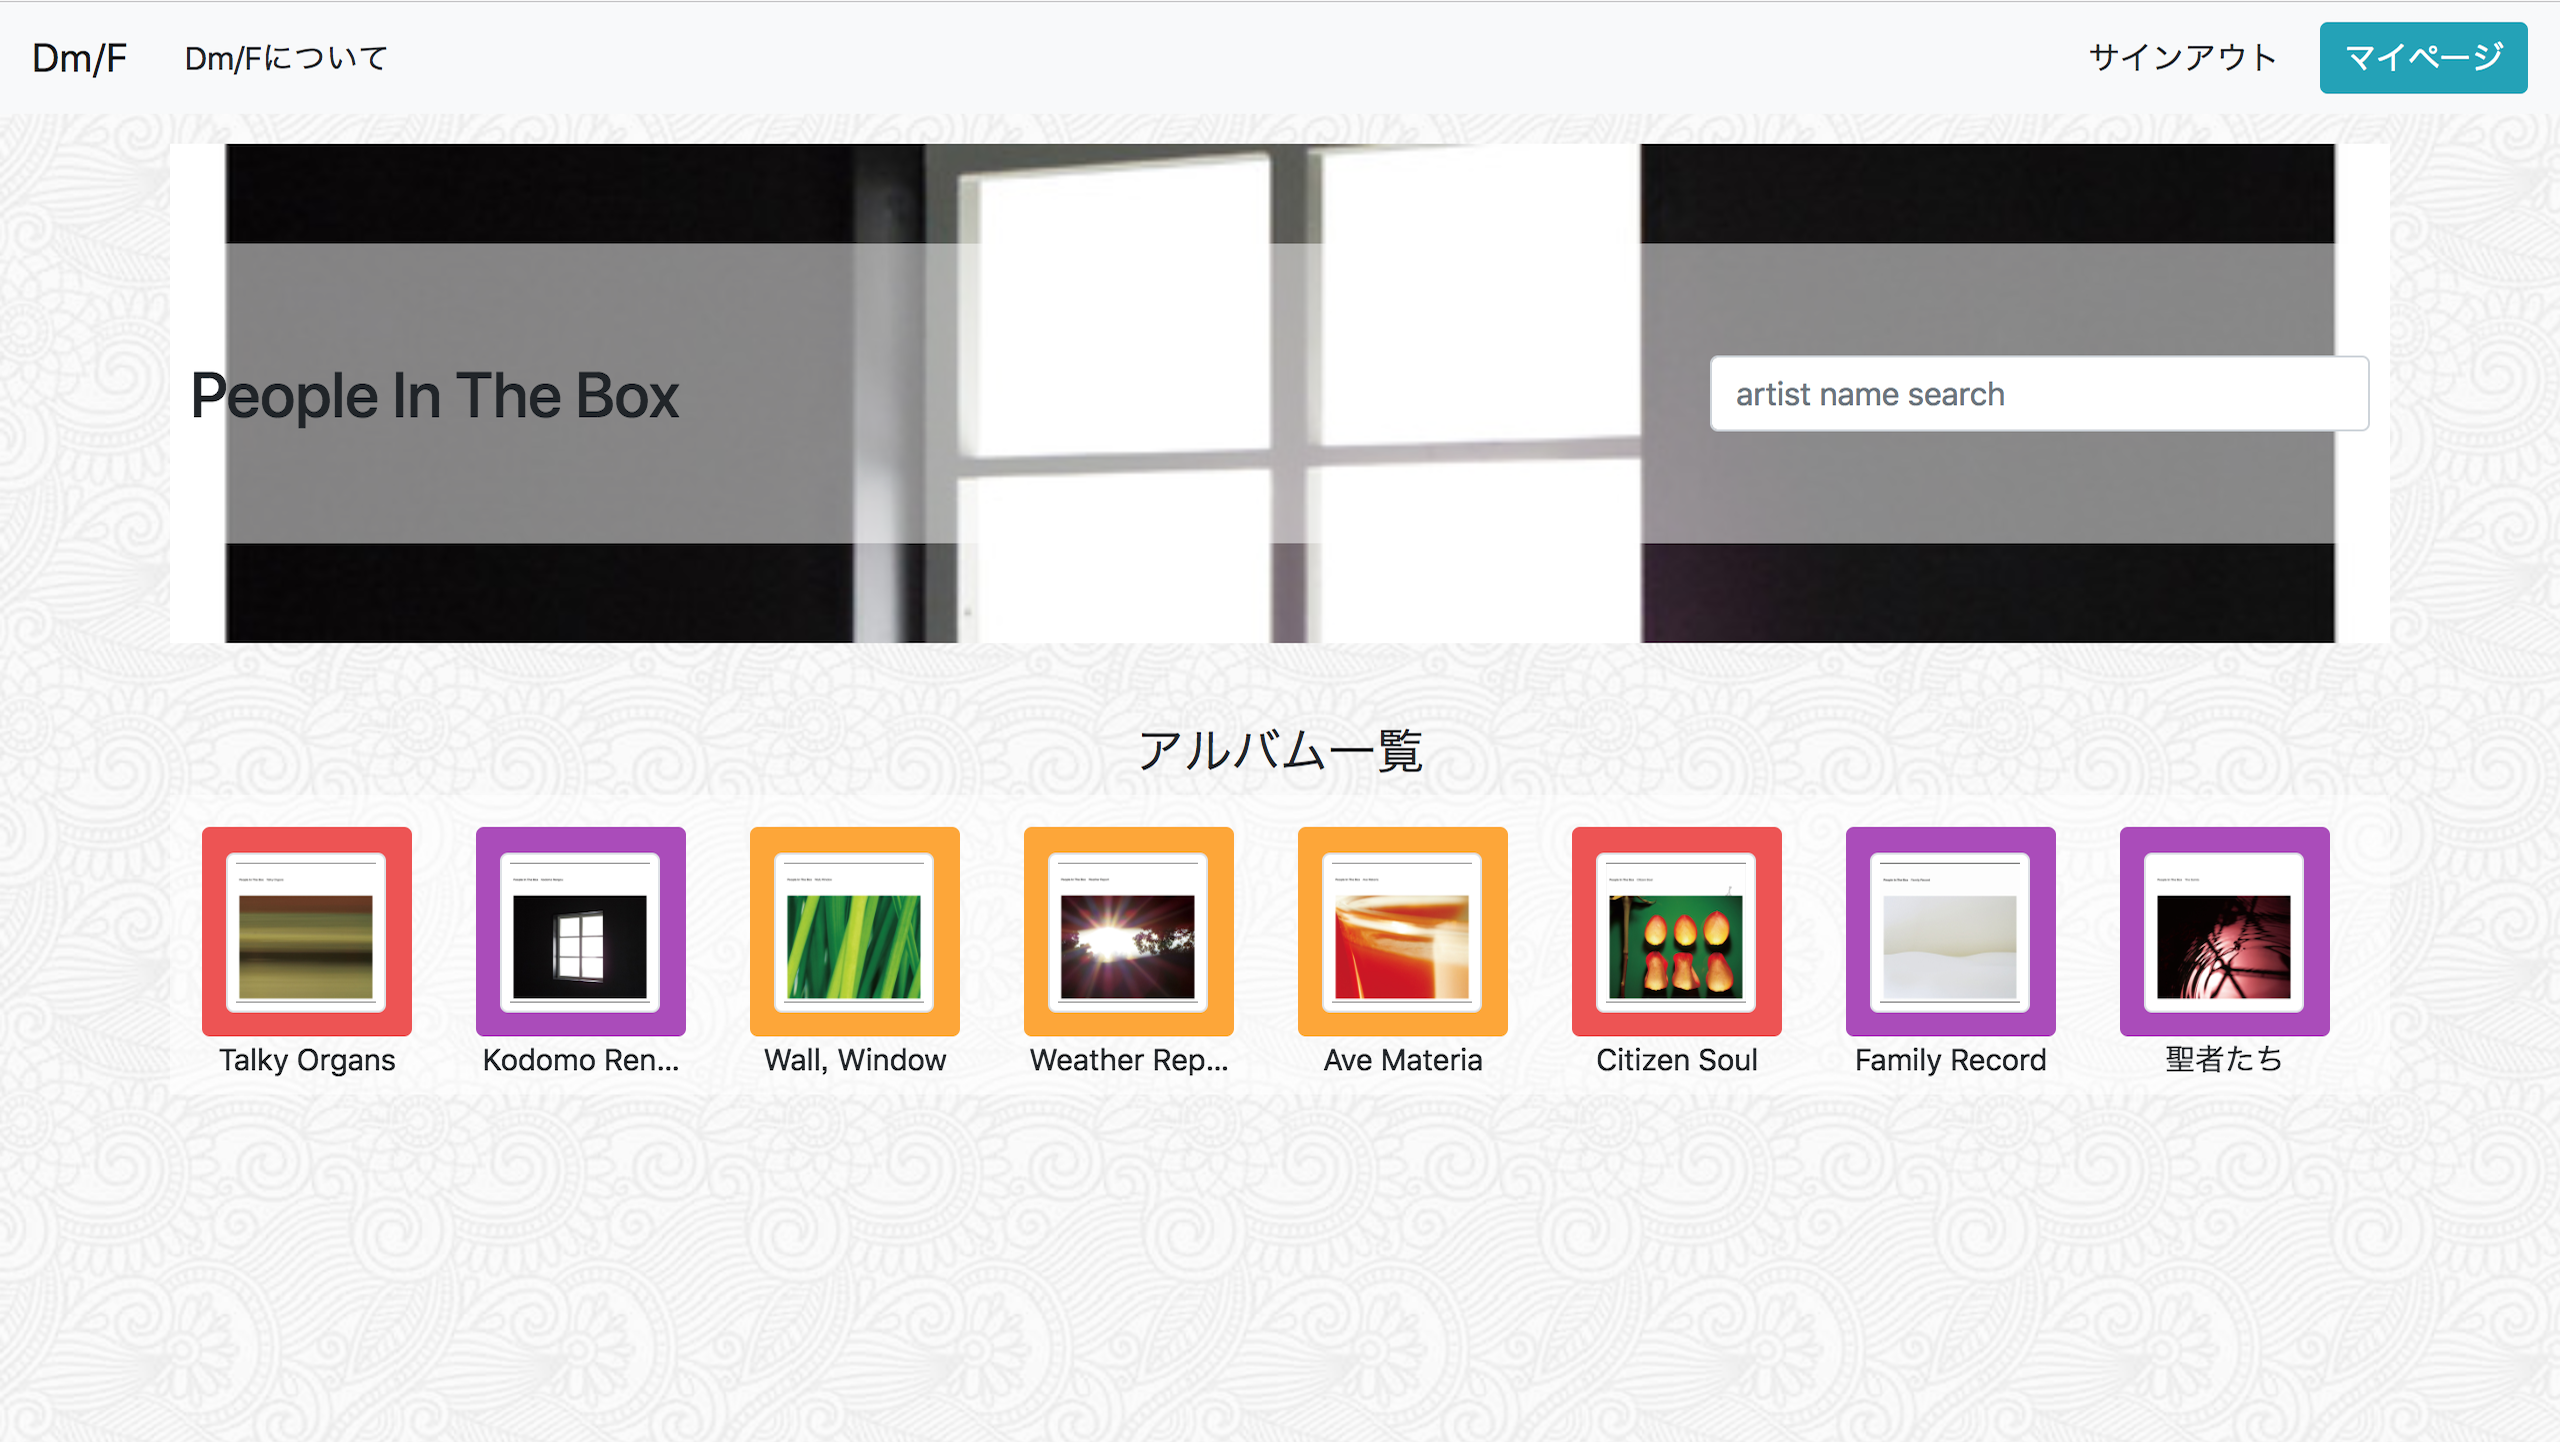 Dm/F Dm/Fについて サインアウト マイページ
People In The Box
artist name search
アルバム一覧
Talky Organs Kodomo Ren... Wall, Window Weather Rep... Ave Materia Citizen Soul Family Record 聖者たち